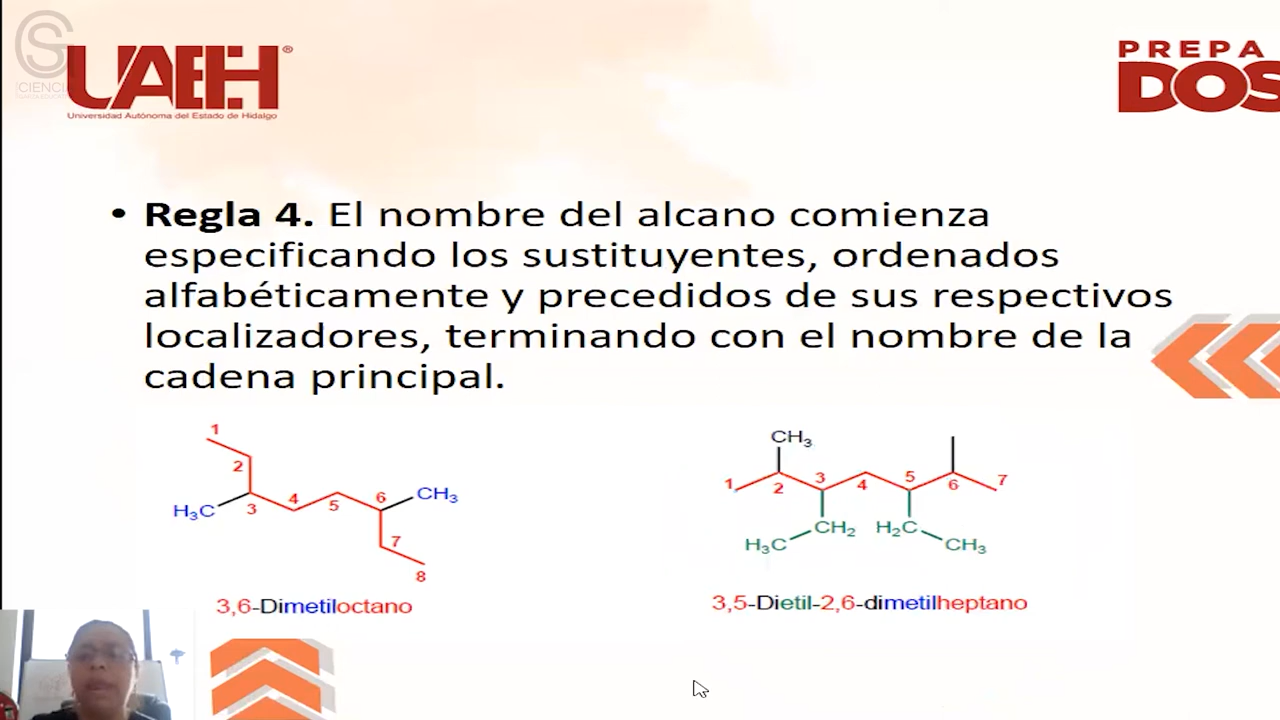 GS
CIENCIA
UAEH®
Universidad Autónoma del Estado de Hidalgo
PREPA
DOS
• Regla 4. El nombre del alcano comienza
especificando los sustituyentes, ordenados
alfabéticamente y precedidos de sus respectivos
localizadores, terminando con el nombre de la
cadena principal.
1
2
H₃C 3 4 5 6 CH₃
7
8
3,6-Dimetiloctano
CH₃
1 2 3 4 5 6 7
H₃C CH₂ H₂C CH₃
3,5-Dietil-2,6-dimetilheptano